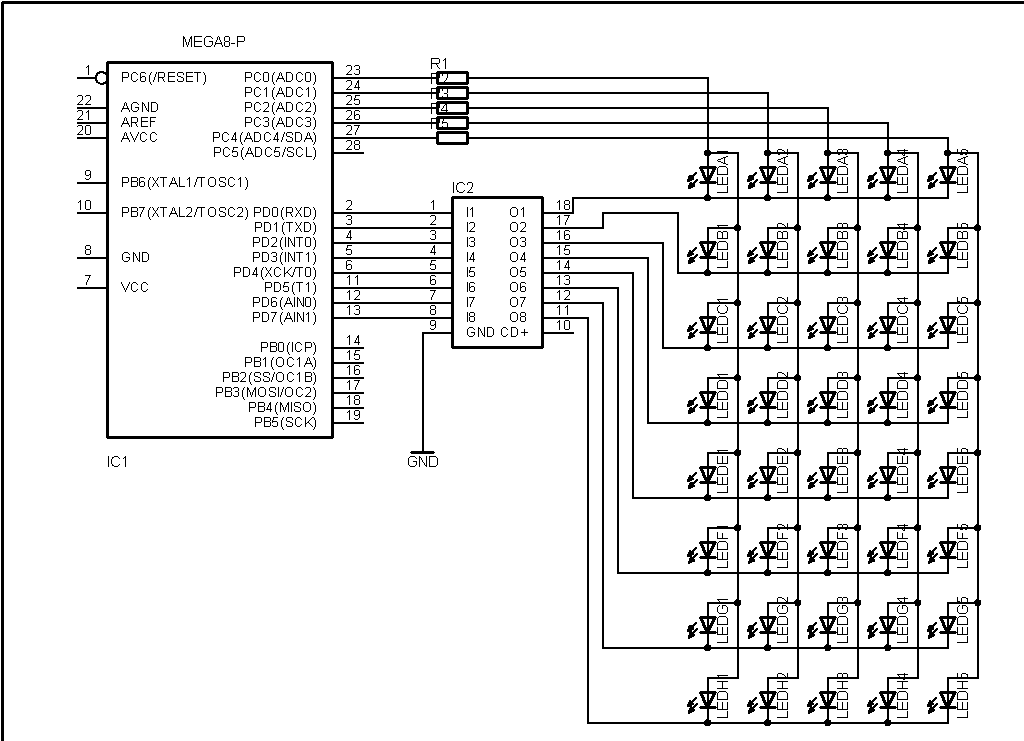 MEGA8-P
1 PC6(/RESET) PC0(ADC0) 23
PC1(ADC1) 24
22 AGND PC2(ADC2) 25
21 AREF PC3(ADC3) 26
20 AVCC PC4(ADC4/SDA) 27
PC5(ADC5/SCL) 28
9 PB6(XTAL1/TOSC1)
10 PB7(XTAL2/TOSC2) PD0(RXD) 2
PD1(TXD) 3
PD2(INT0) 4
8 GND PD3(INT1) 5
PD4(XCK/T0) 6
7 VCC PD5(T1) 11
PD6(AIN0) 12
PD7(AIN1) 13
PB0(ICP) 14
PB1(OC1A) 15
PB2(SS/OC1B) 16
PB3(MOSI/OC2) 17
PB4(MISO) 18
PB5(SCK) 19
IC1
R1
IC2
1 I1 O1 18
2 I2 O2 17
3 I3 O3 16
4 I4 O4 15
5 I5 O5 14
6 I6 O6 13
7 I7 O7 12
8 I8 O8 11
9 GND CD+ 10
GND
LEDA1 LEDA2 LEDA3 LEDA4 LEDA5
LEDB1 LEDB2 LEDB3 LEDB4 LEDB5
LEDC1 LEDC2 LEDC3 LEDC4 LEDC5
LEDD1 LEDD2 LEDD3 LEDD4 LEDD5
LEDE1 LEDE2 LEDE3 LEDE4 LEDE5
LEDF1 LEDF2 LEDF3 LEDF4 LEDF5
LEDG1 LEDG2 LEDG3 LEDG4 LEDG5
LEDH1 LEDH2 LEDH3 LEDH4 LEDH5